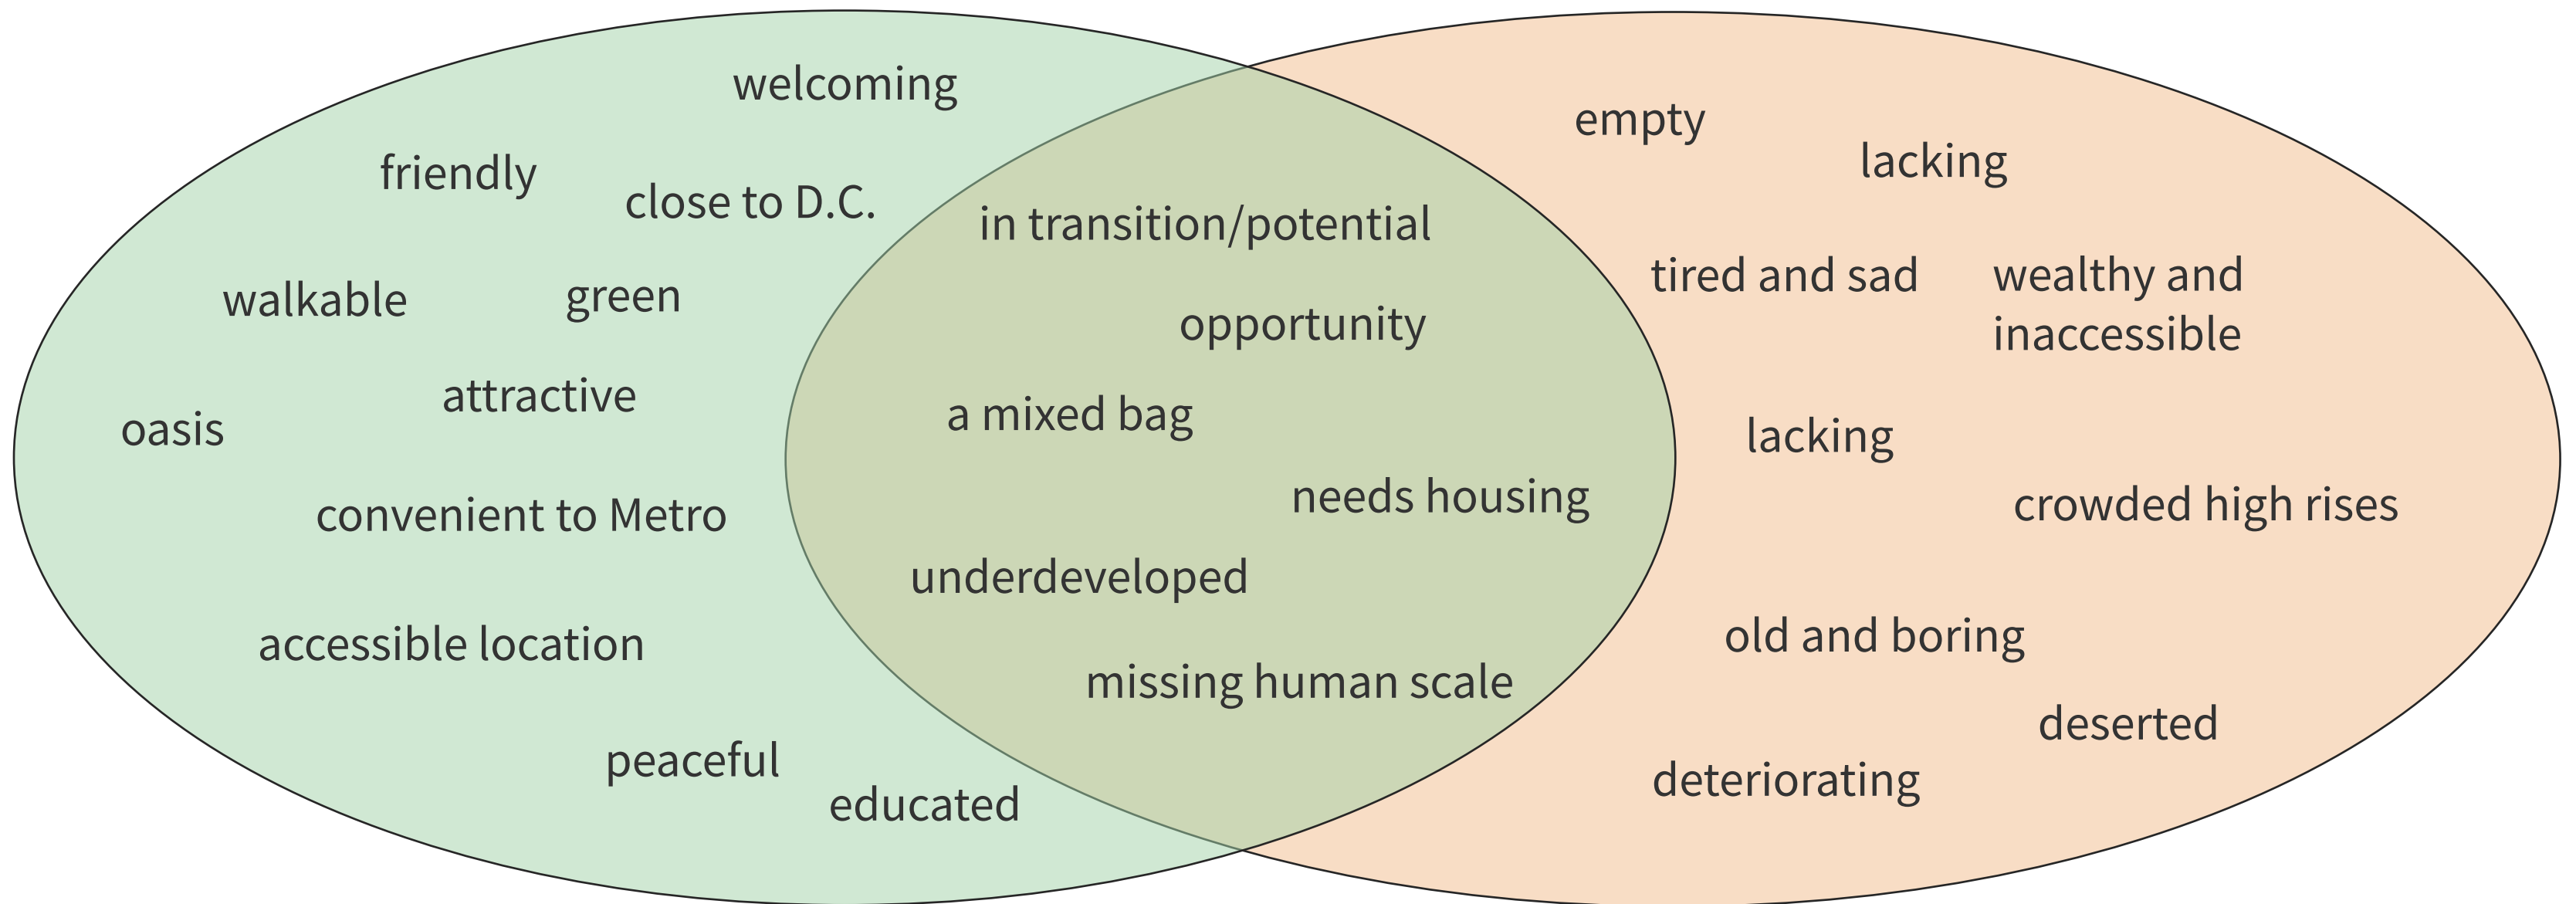 welcoming
friendly
close to D.C.
walkable
green
attractive
oasis
convenient to Metro
accessible location
peaceful
educated
in transition/potential
opportunity
a mixed bag
needs housing
underdeveloped
missing human scale
empty
lacking
tired and sad
wealthy and
inaccessible
lacking
crowded high rises
old and boring
deserted
deteriorating